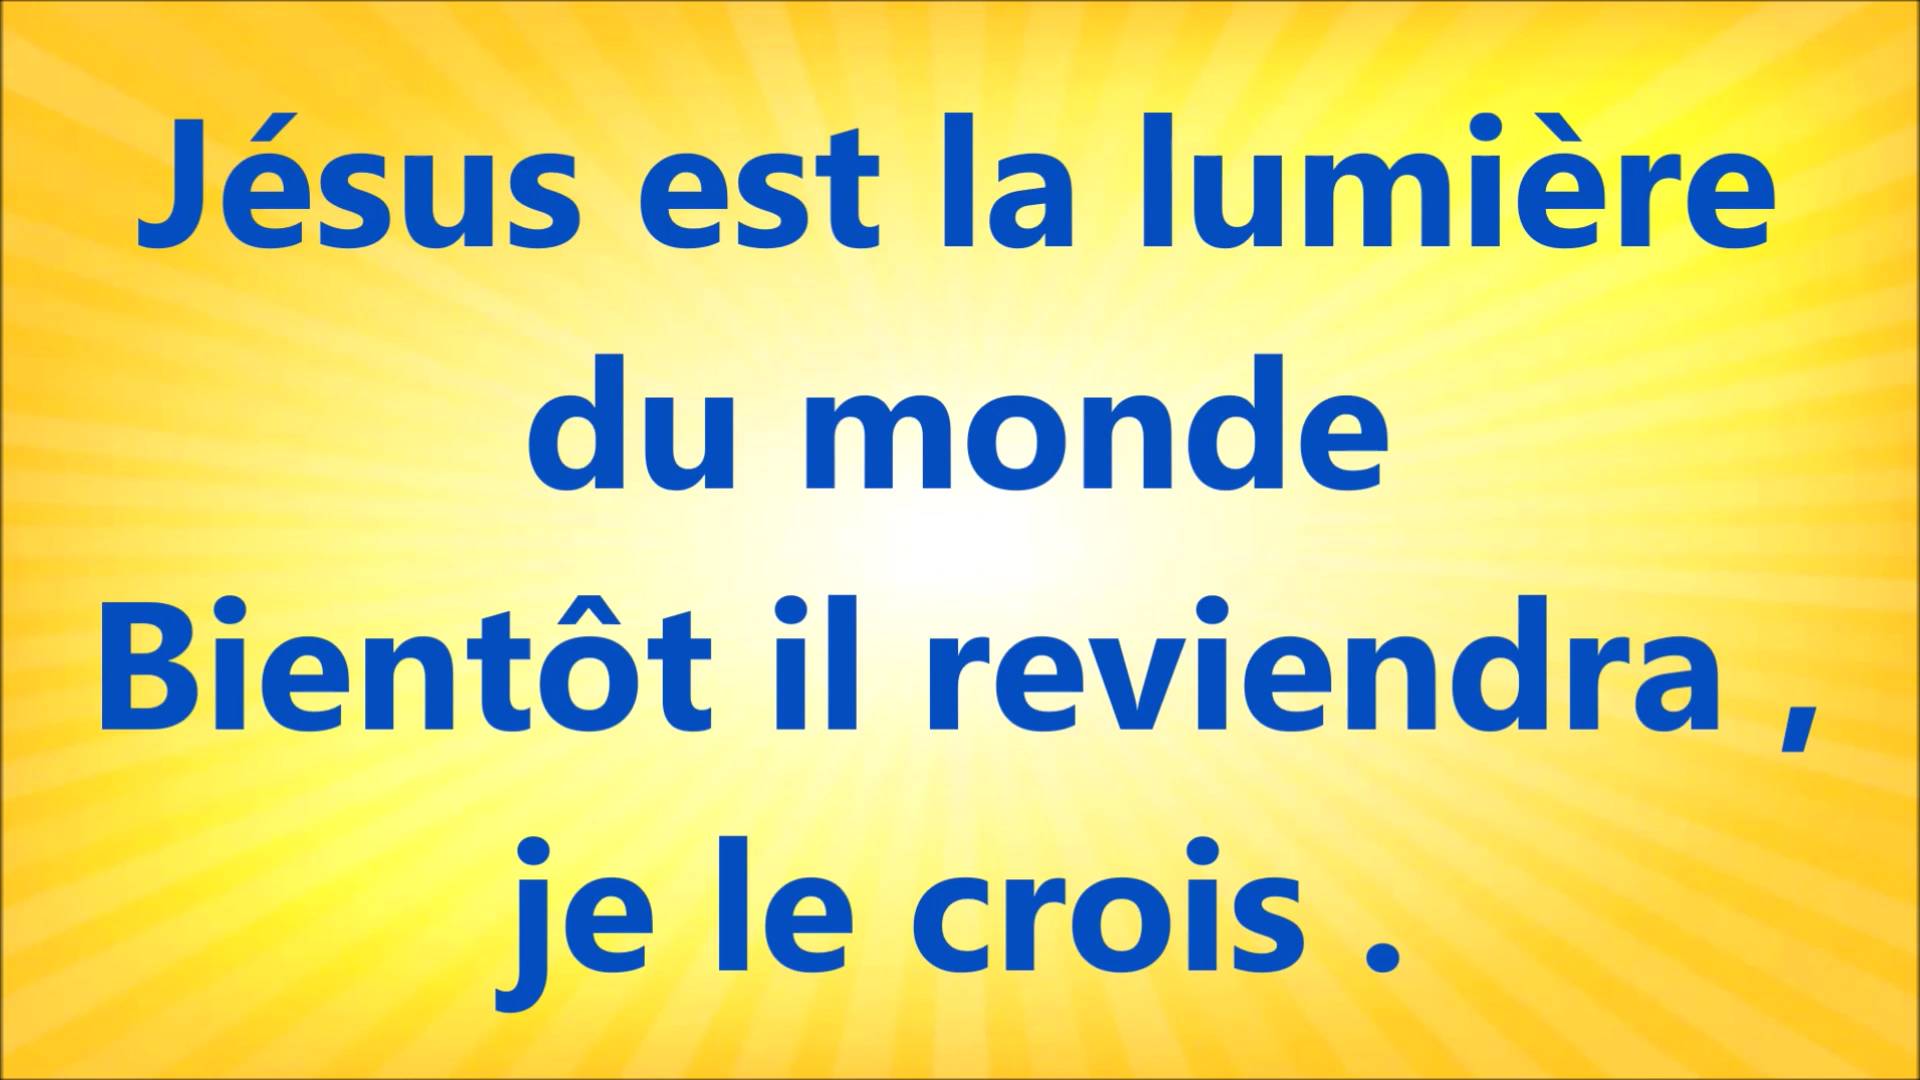 Jésus est la lumière
du monde
Bientôt il reviendra ,
je le crois .